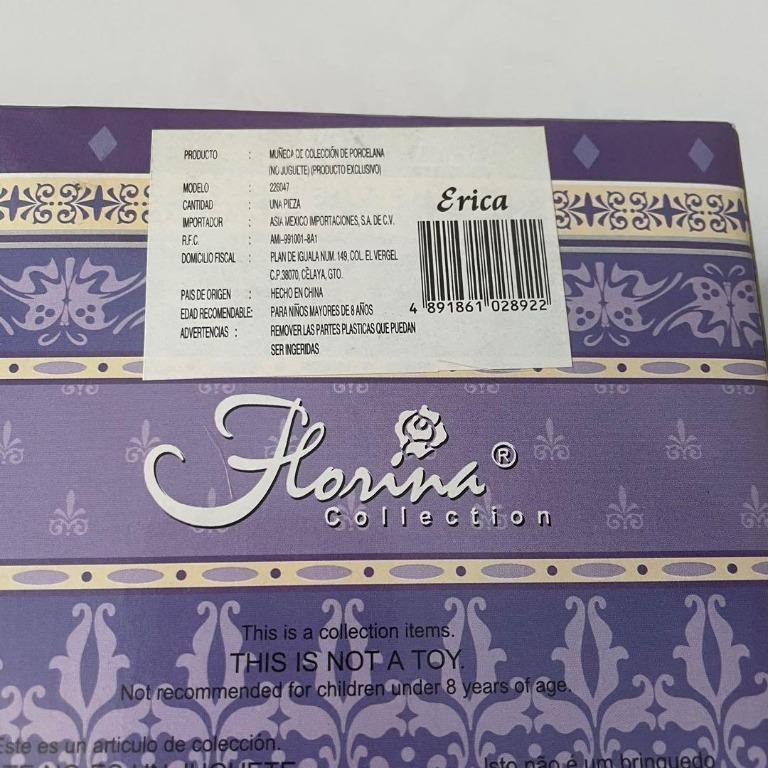 PRODUCTO : MUÑECA DE COLECCIÓN DE PORCELANA
(NO JUGUETE) (PRODUCTO EXCLUSIVO)
MODELO : 226047
CANTIDAD : UNA PIEZA
IMPORTADOR : ASIA MEXICO IMPORTACIONES, S.A. DE C.V.
R.F.C. : AMI-991001-8A1
DOMICILIO FISCAL : PLAN DE IGUALA NUM. 149, COL. EL VERGEL
C.P. 38070, CELAYA, GTO.
PAIS DE ORIGEN : HECHO EN CHINA
EDAD RECOMENDABLE: PARA NIÑOS MAYORES DE 8 AÑOS
ADVERTENCIAS : REMOVER LAS PARTES PLASTICAS QUE PUEDAN
SER INGERIDAS
Erica
4 891861 028922
Florina ®
Collection
This is a collection items.
THIS IS NOT A TOY.
Not recommended for children under 8 years of age.
Este es un articulo de colección.
Isto não é um brinquedo